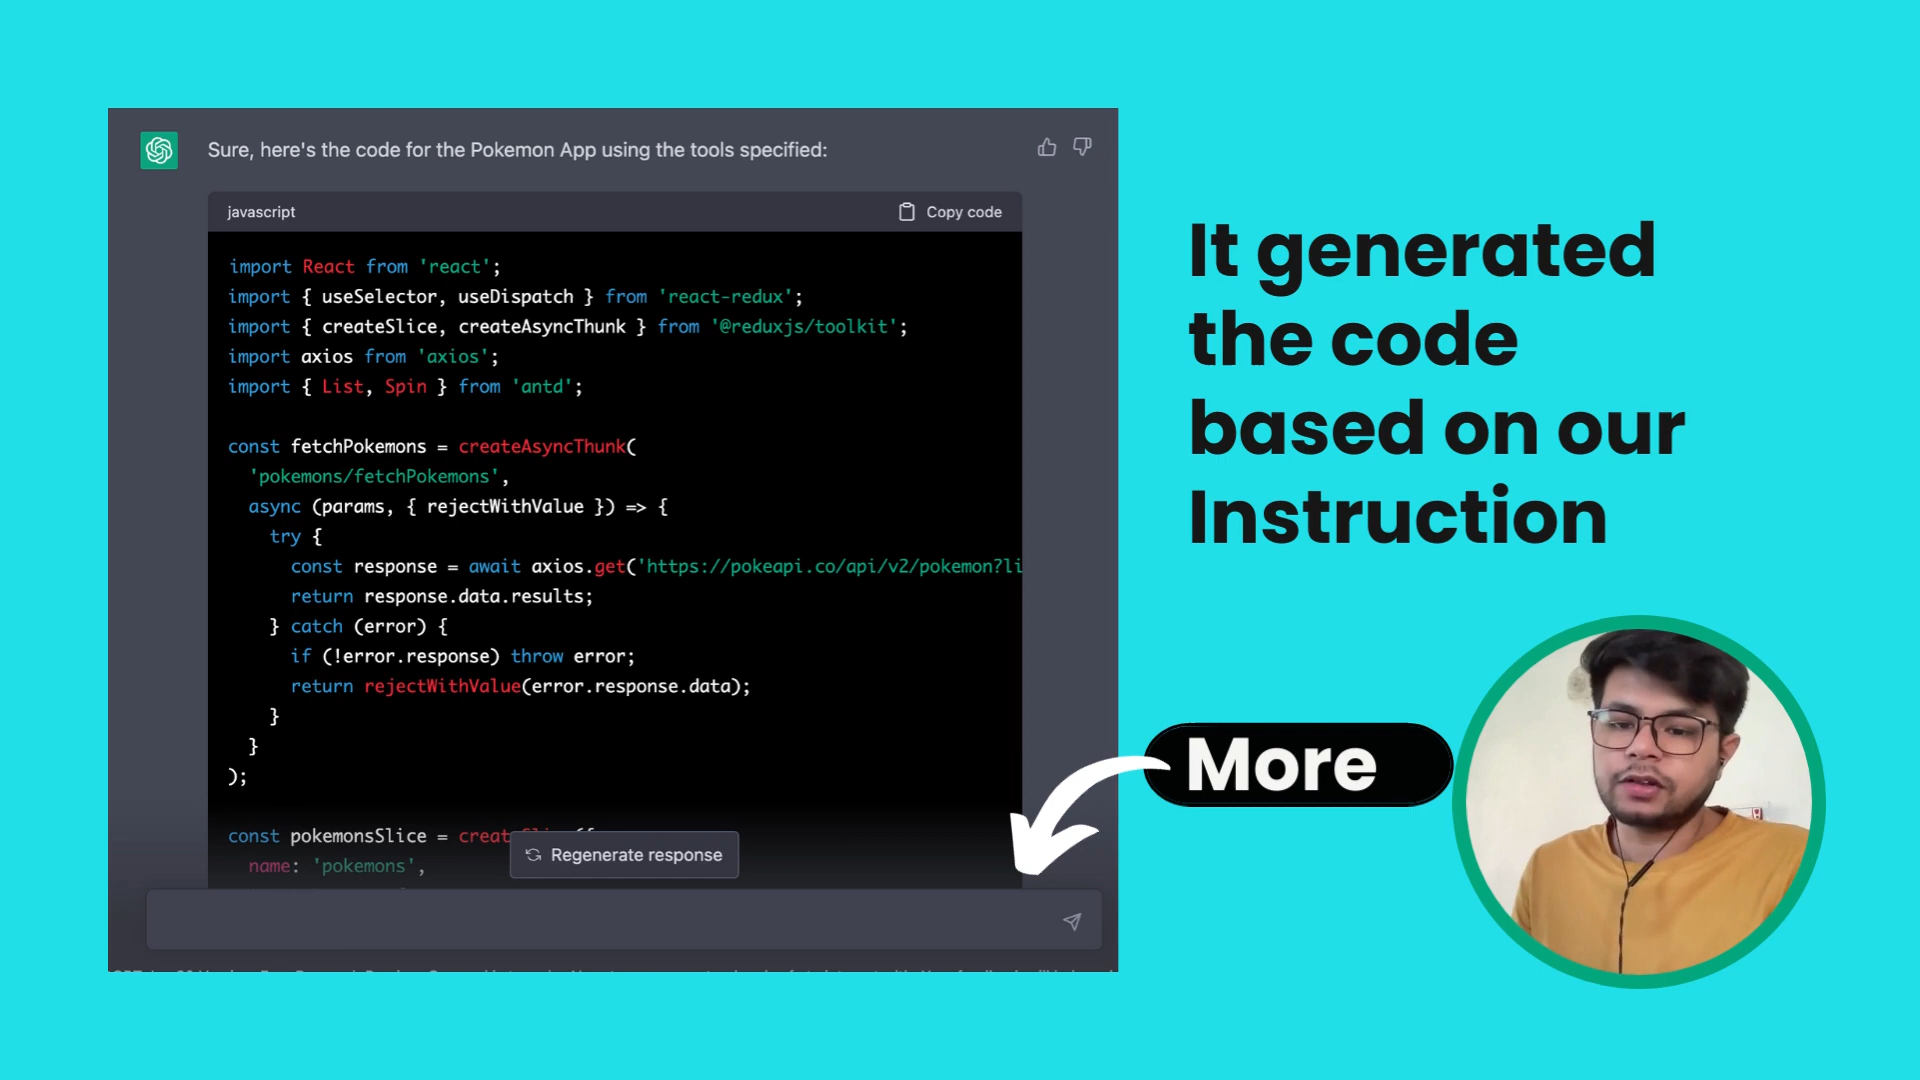 Sure, here's the code for the Pokemon App using the tools specified:
javascript
Copy code
import React from 'react';
import { useSelector, useDispatch } from 'react-redux';
import { createSlice, createAsyncThunk } from '@reduxjs/toolkit';
import axios from 'axios';
import { List, Spin } from 'antd';
const fetchPokemons = createAsyncThunk(
'pokemons/fetchPokemons',
async (params, { rejectWithValue }) => {
try {
const response = await axios.get('https://pokeapi.co/api/v2/pokemon?li
return response.data.results;
} catch (error) {
if (!error.response) throw error;
return rejectWithValue(error.response.data);
}
}
);
const pokemonsSlice = createSlice({
name: 'pokemons',
Regenerate response
It generated
the code
based on our
Instruction
More